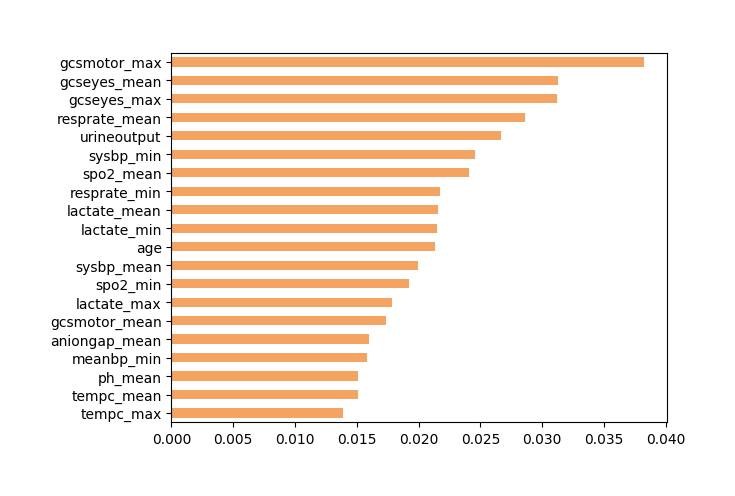 gcsmotor_max
gcseyes_mean
gcseyes_max
resprate_mean
urineoutput
sysbp_min
spo2_mean
resprate_min
lactate_mean
lactate_min
age
sysbp_mean
spo2_min
lactate_max
gcsmotor_mean
aniongap_mean
meanbp_min
ph_mean
tempc_mean
tempc_max
0.000 0.005 0.010 0.015 0.020 0.025 0.030 0.035 0.040